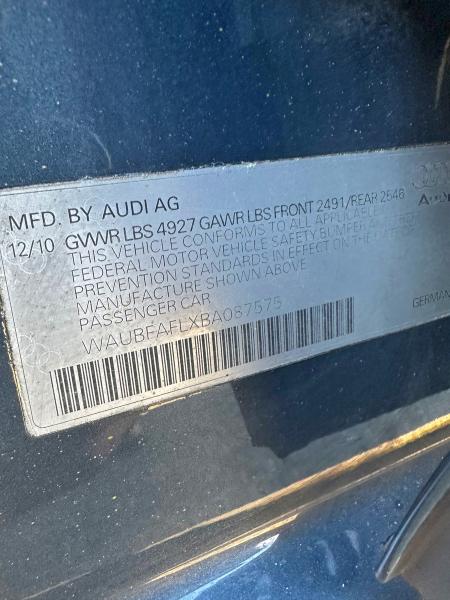 MFD. BY AUDI AG
12/10 GVWR LBS 4927 GAWR LBS FRONT 2491/REAR 2546
THIS VEHICLE CONFORMS TO ALL APPLICABLE
FEDERAL MOTOR VEHICLE SAFETY BUMPER AND THEFT
PREVENTION STANDARDS IN EFFECT ON THE DATE OF
MANUFACTURE SHOWN ABOVE.
PASSENGER CAR
GERMAN
WAUBFAFLXBA087575